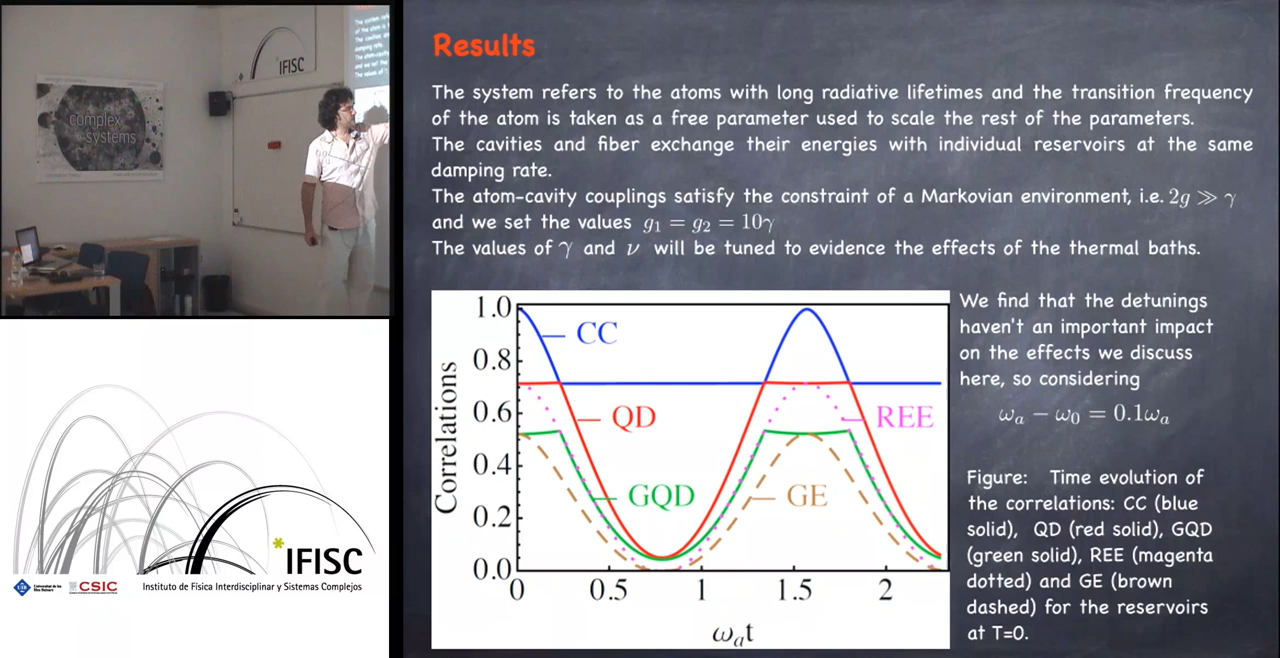 IFISC
complex
systems
IFISC
Instituto de Física Interdisciplinar y Sistemas Complejos
CSIC
Results
The system refers to the atoms with long radiative lifetimes and the transition frequency
of the atom is taken as a free parameter used to scale the rest of the parameters.
The cavities and fiber exchange their energies with individual reservoirs at the same
damping rate.
The atom-cavity couplings satisfy the constraint of a Markovian environment, i.e. 2g ≫ γ
and we set the values g₁ = g₂ = 10γ
The values of γ and ν will be tuned to evidence the effects of the thermal baths.
Correlations
1.0
0.8
0.6
0.4
0.2
0.0
0 0.5 1 1.5 2
ωₐt
CC
QD
REE
GQD
GE
We find that the detunings
haven't an important impact
on the effects we discuss
here, so considering
ωₐ − ω₀ = 0.1ωₐ
Figure: Time evolution of
the correlations: CC (blue
solid), QD (red solid), GQD
(green solid), REE (magenta
dotted) and GE (brown
dashed) for the reservoirs
at T=0.